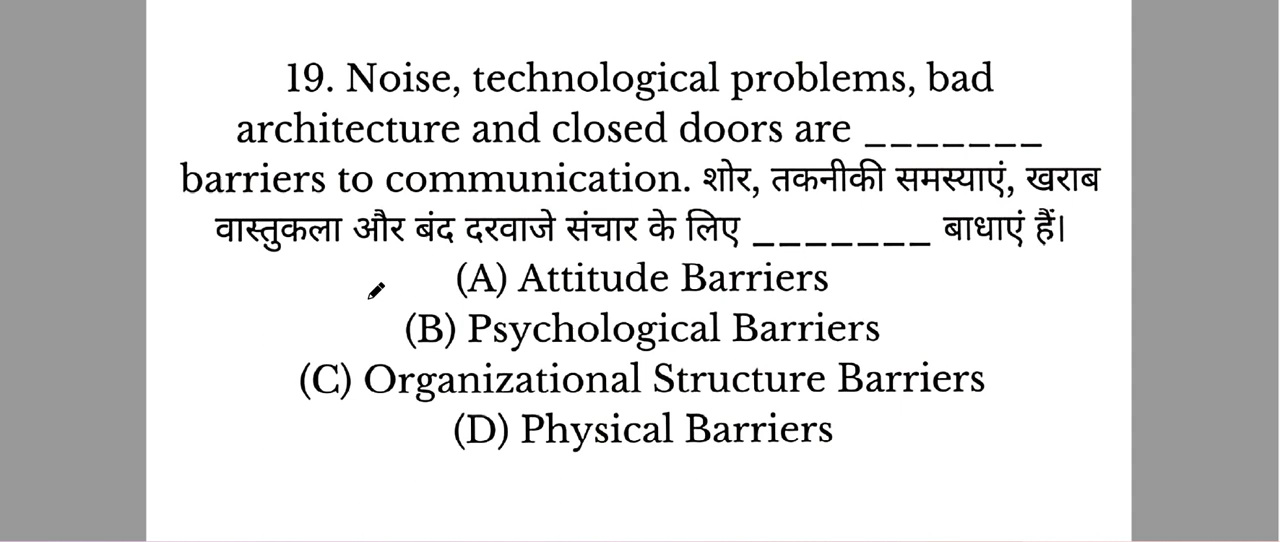 19. Noise, technological problems, bad
architecture and closed doors are _______
barriers to communication. शोर, तकनीकी समस्याएं, खराब
वास्तुकला और बंद दरवाजे संचार के लिए _______ बाधाएं हैं।
(A) Attitude Barriers
(B) Psychological Barriers
(C) Organizational Structure Barriers
(D) Physical Barriers